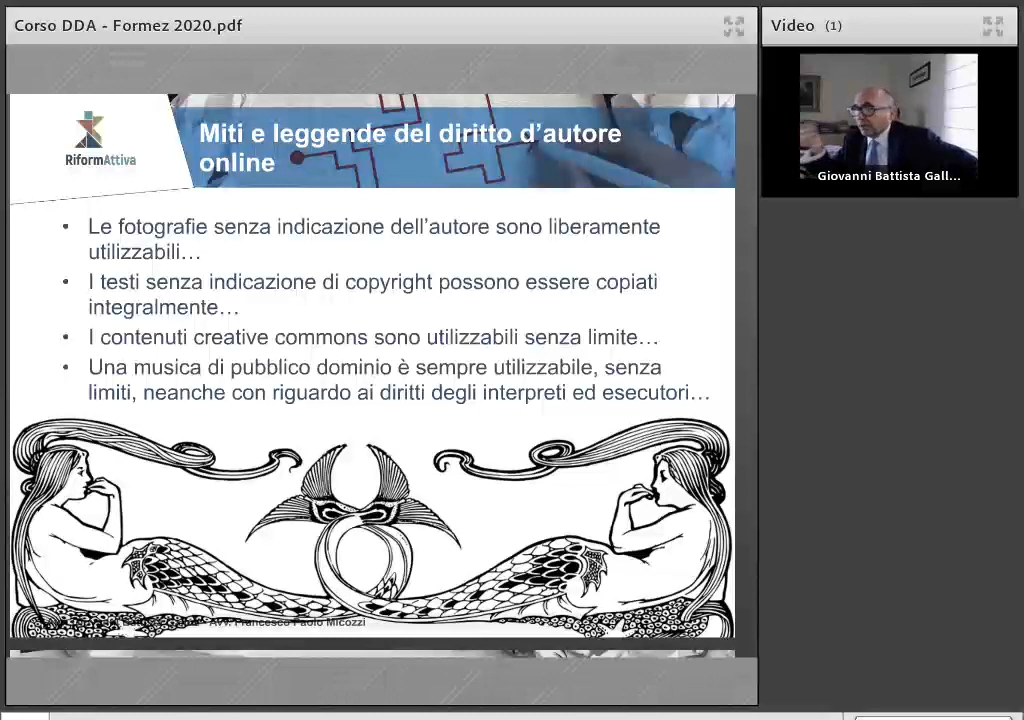 Corso DDA - Formez 2020.pdf
Video (1)
RiformAttiva
Miti e leggende del diritto d'autore
online
• Le fotografie senza indicazione dell'autore sono liberamente
utilizzabili…
• I testi senza indicazione di copyright possono essere copiati
integralmente…
• I contenuti creative commons sono utilizzabili senza limite…
• Una musica di pubblico dominio è sempre utilizzabile, senza
limiti, neanche con riguardo ai diritti degli interpreti ed esecutori…
Avv. Francesco Paolo Micozzi
Giovanni Battista Gall...